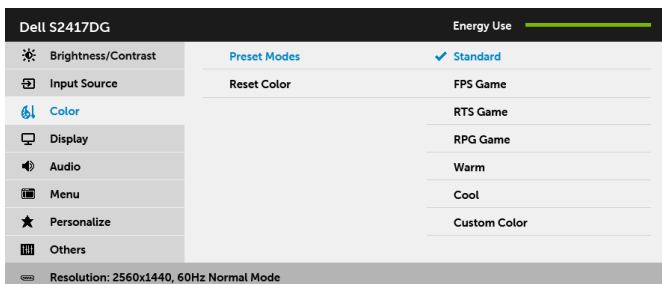 Dell S2417DG Energy Use
Brightness/Contrast Preset Modes Standard
Input Source Reset Color FPS Game
Color RTS Game
Display RPG Game
Audio Warm
Menu Cool
Personalize Custom Color
Others
Resolution: 2560x1440, 60Hz Normal Mode